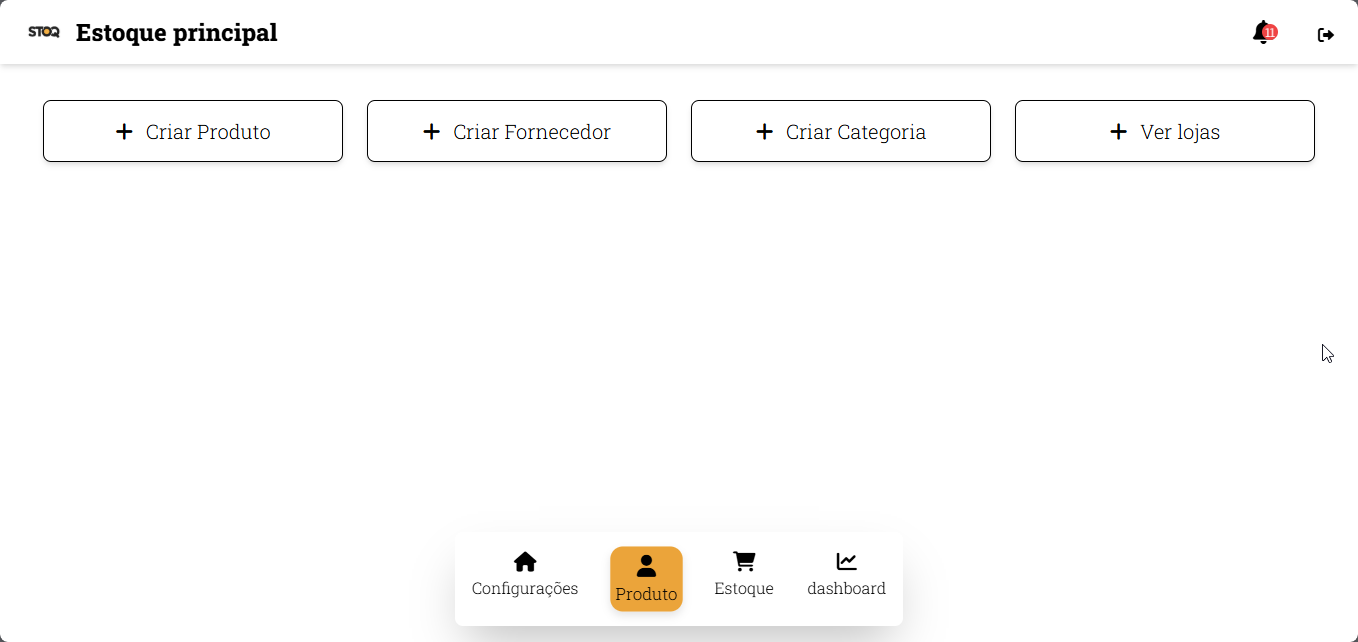 STOQ Estoque principal 11
Criar Produto Criar Fornecedor Criar Categoria Ver lojas
Configurações Produto Estoque dashboard